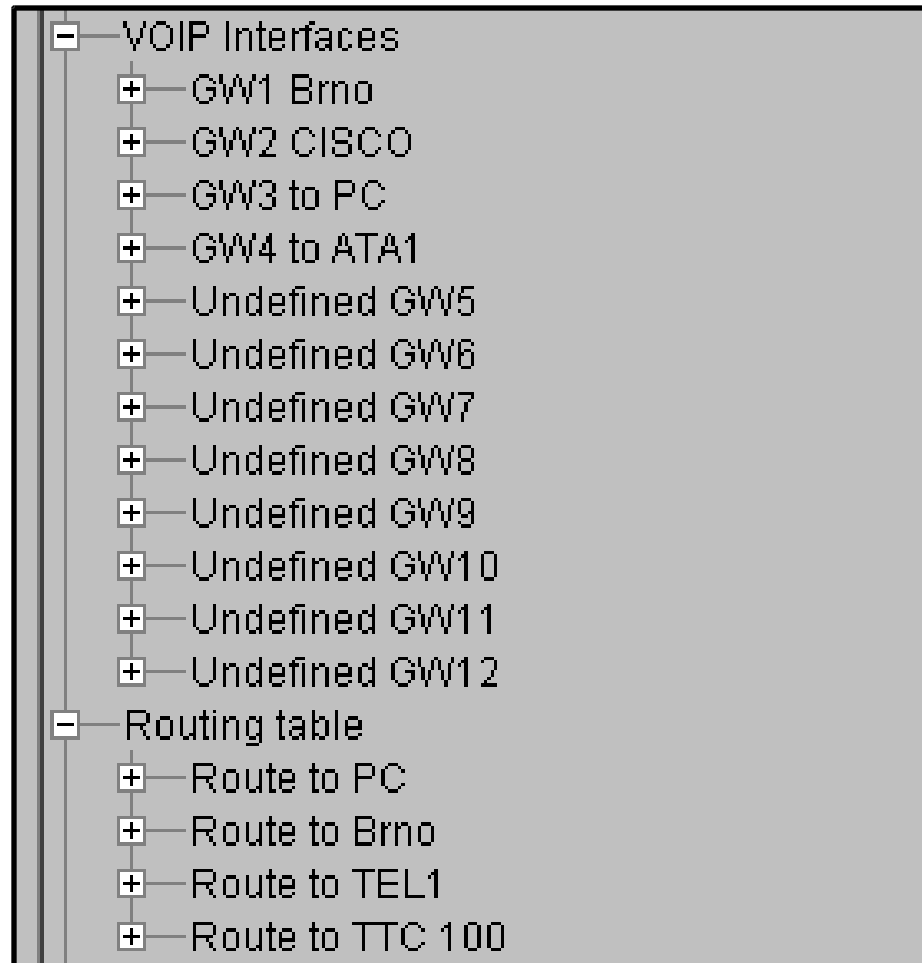 VOIP Interfaces
GW1 Brno
GW2 CISCO
GW3 to PC
GW4 to ATA1
Undefined GW5
Undefined GW6
Undefined GW7
Undefined GW8
Undefined GW9
Undefined GW10
Undefined GW11
Undefined GW12
Routing table
Route to PC
Route to Brno
Route to TEL1
Route to TTC 100